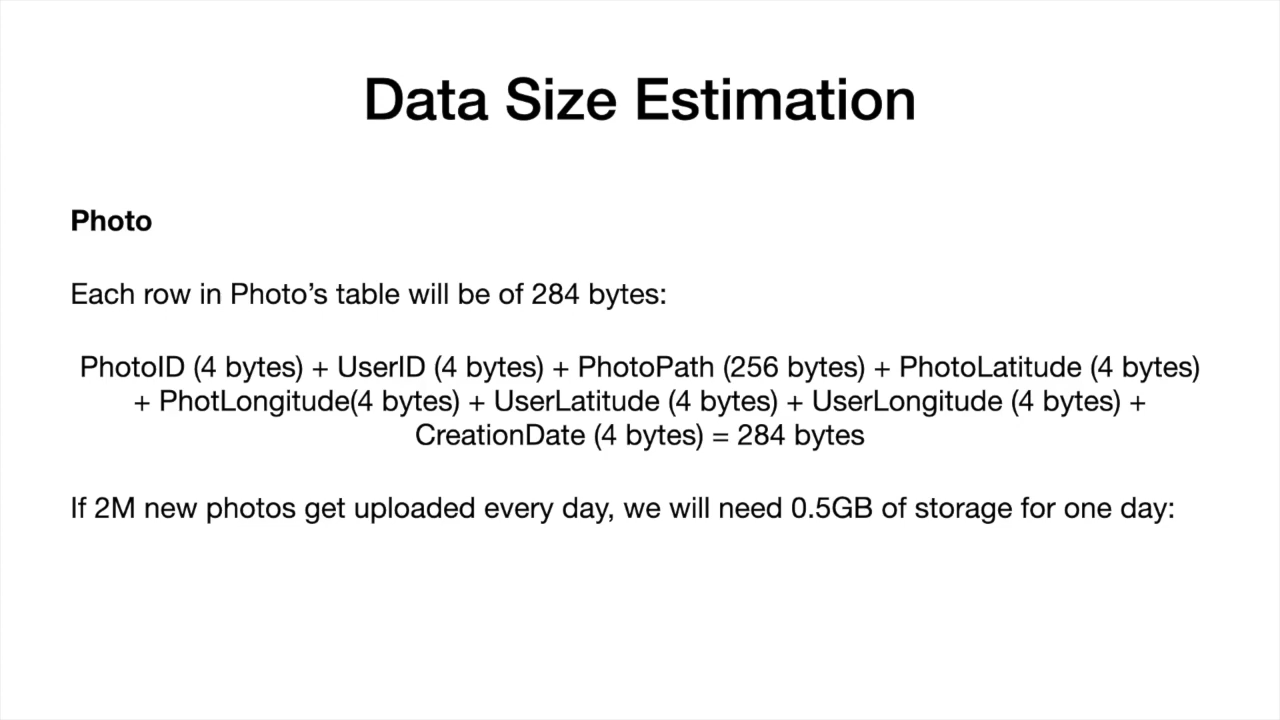 Data Size Estimation
Photo
Each row in Photo’s table will be of 284 bytes:
PhotoID (4 bytes) + UserID (4 bytes) + PhotoPath (256 bytes) + PhotoLatitude (4 bytes)
+ PhotLongitude(4 bytes) + UserLatitude (4 bytes) + UserLongitude (4 bytes) +
CreationDate (4 bytes) = 284 bytes
If 2M new photos get uploaded every day, we will need 0.5GB of storage for one day: